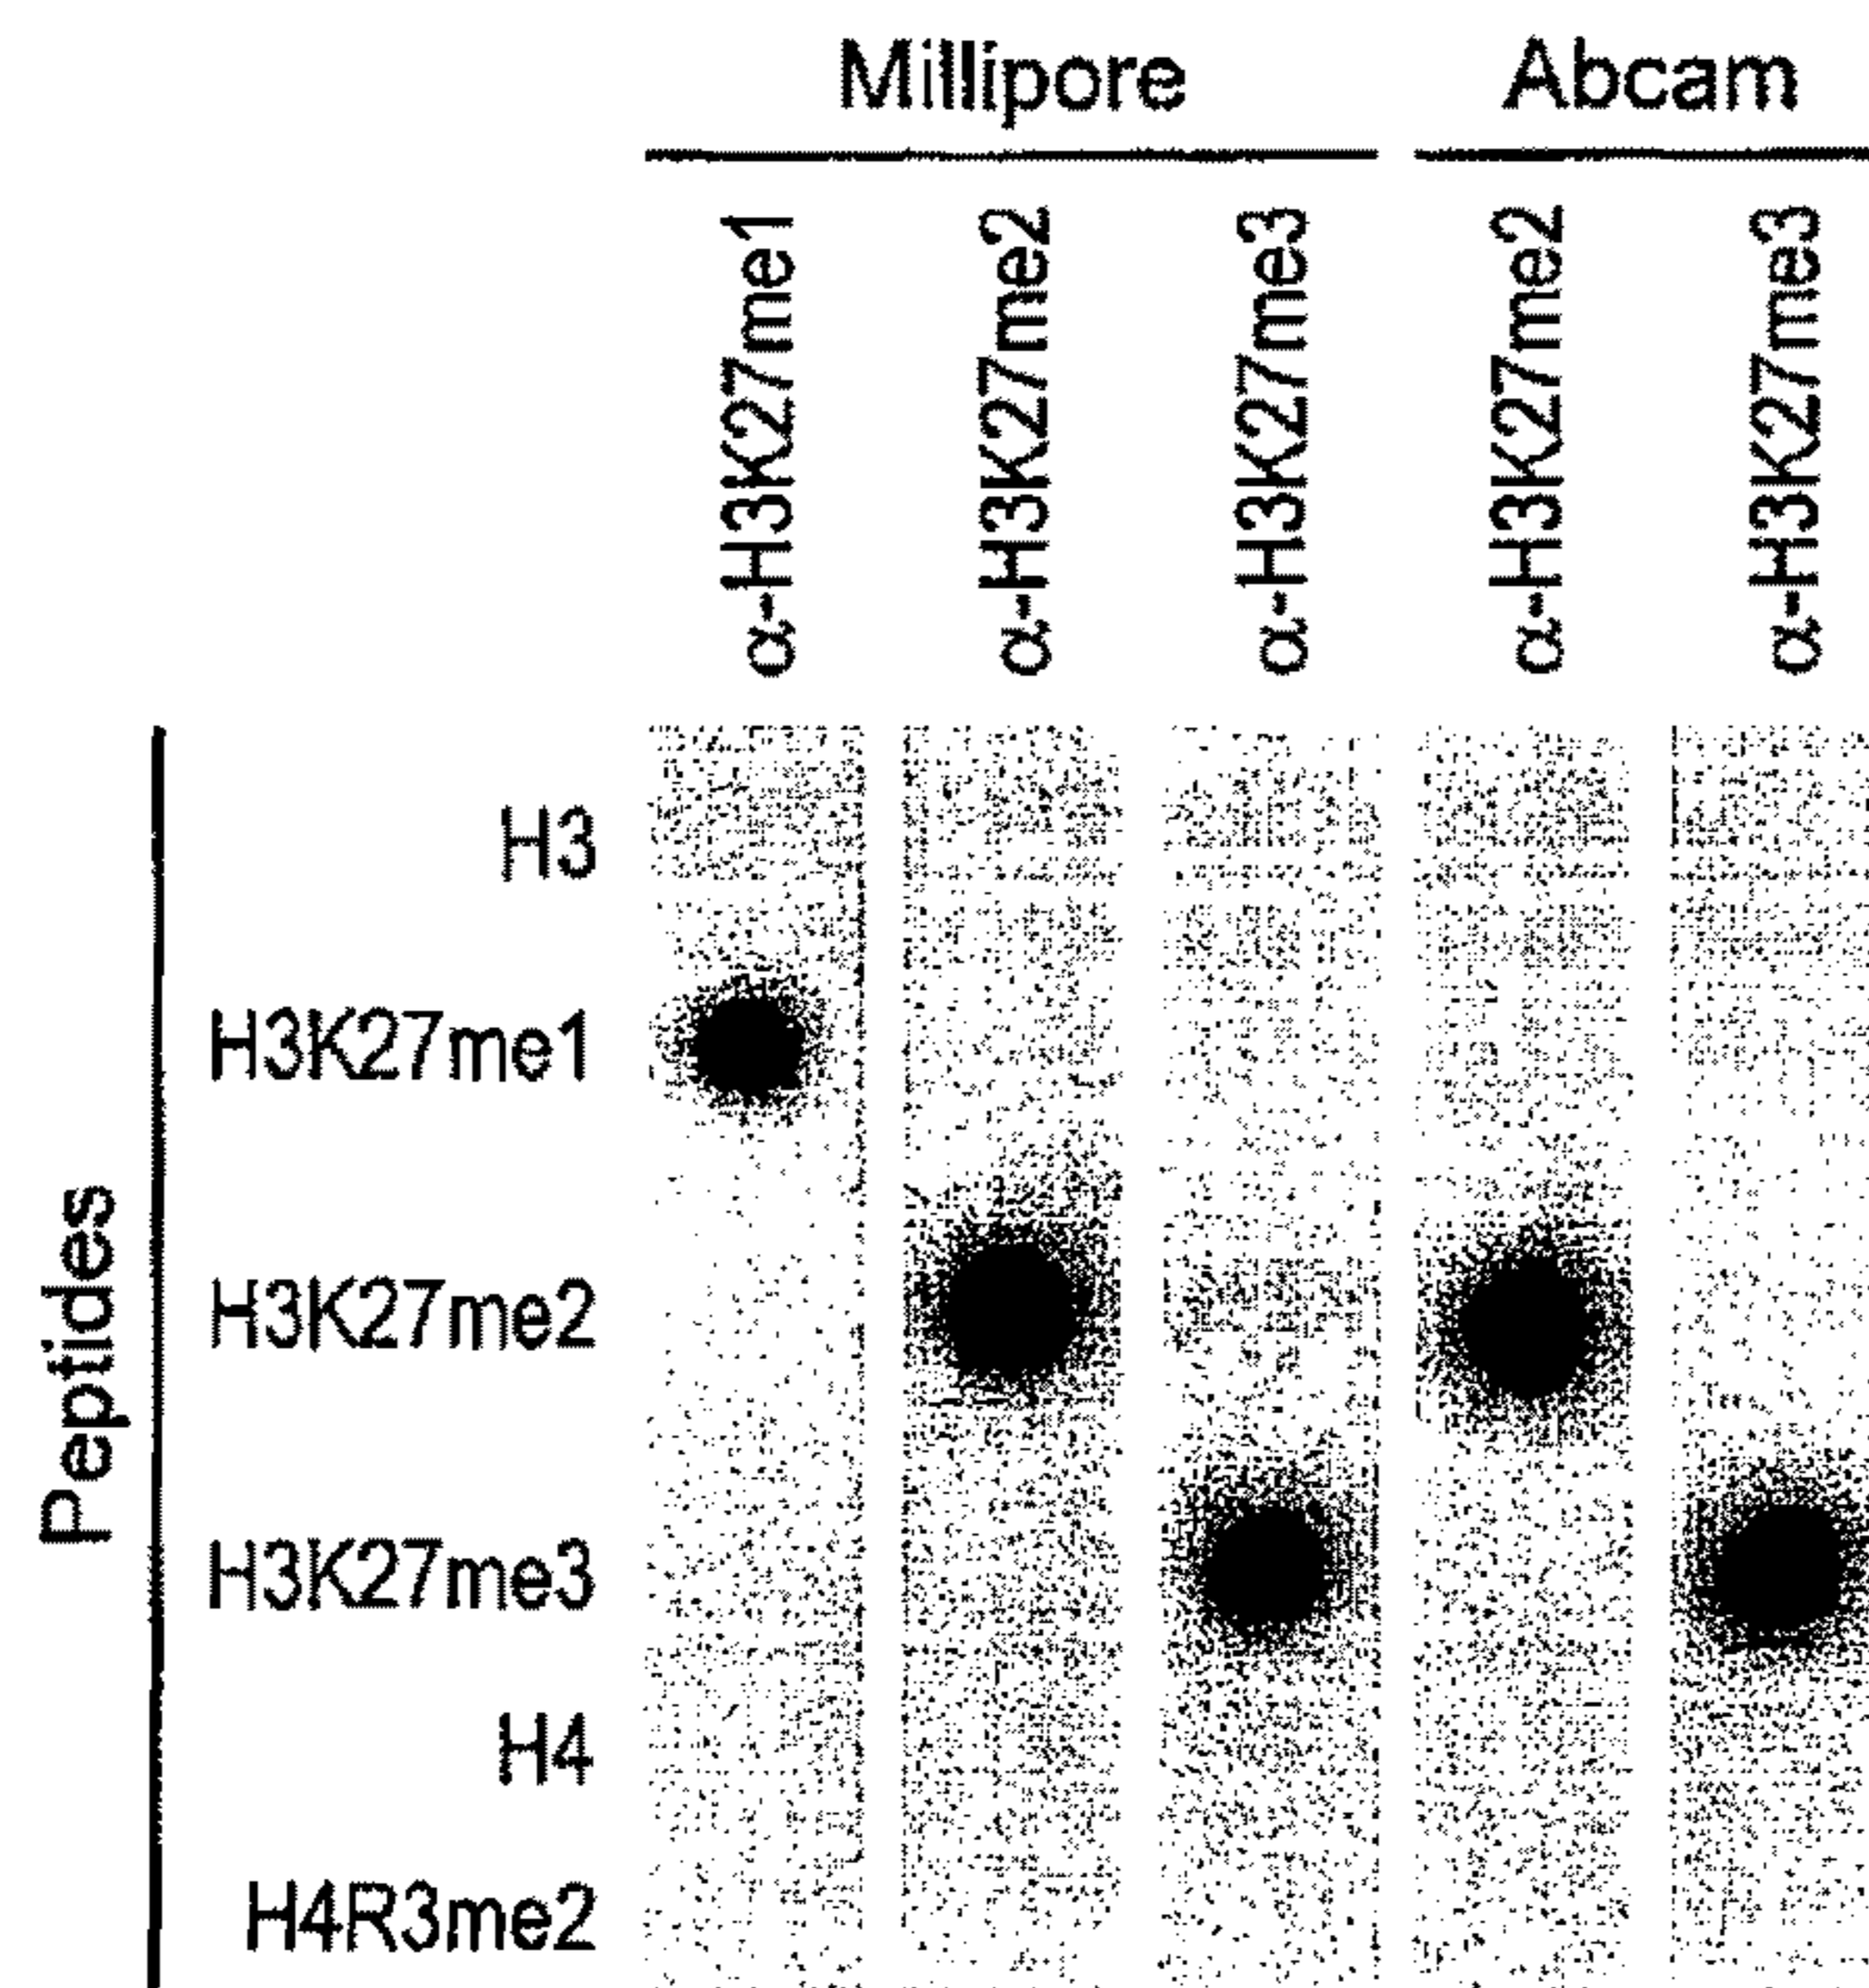 Millipore Abcam
α-H3K27me1 α-H3K27me2 α-H3K27me3 α-H3K27me2 α-H3K27me3
Peptides
H3
H3K27me1
H3K27me2
H3K27me3
H4
H4R3me2